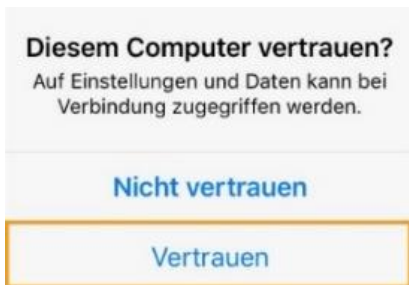 Diesem Computer vertrauen?
Auf Einstellungen und Daten kann bei
Verbindung zugegriffen werden.
Nicht vertrauen
Vertrauen